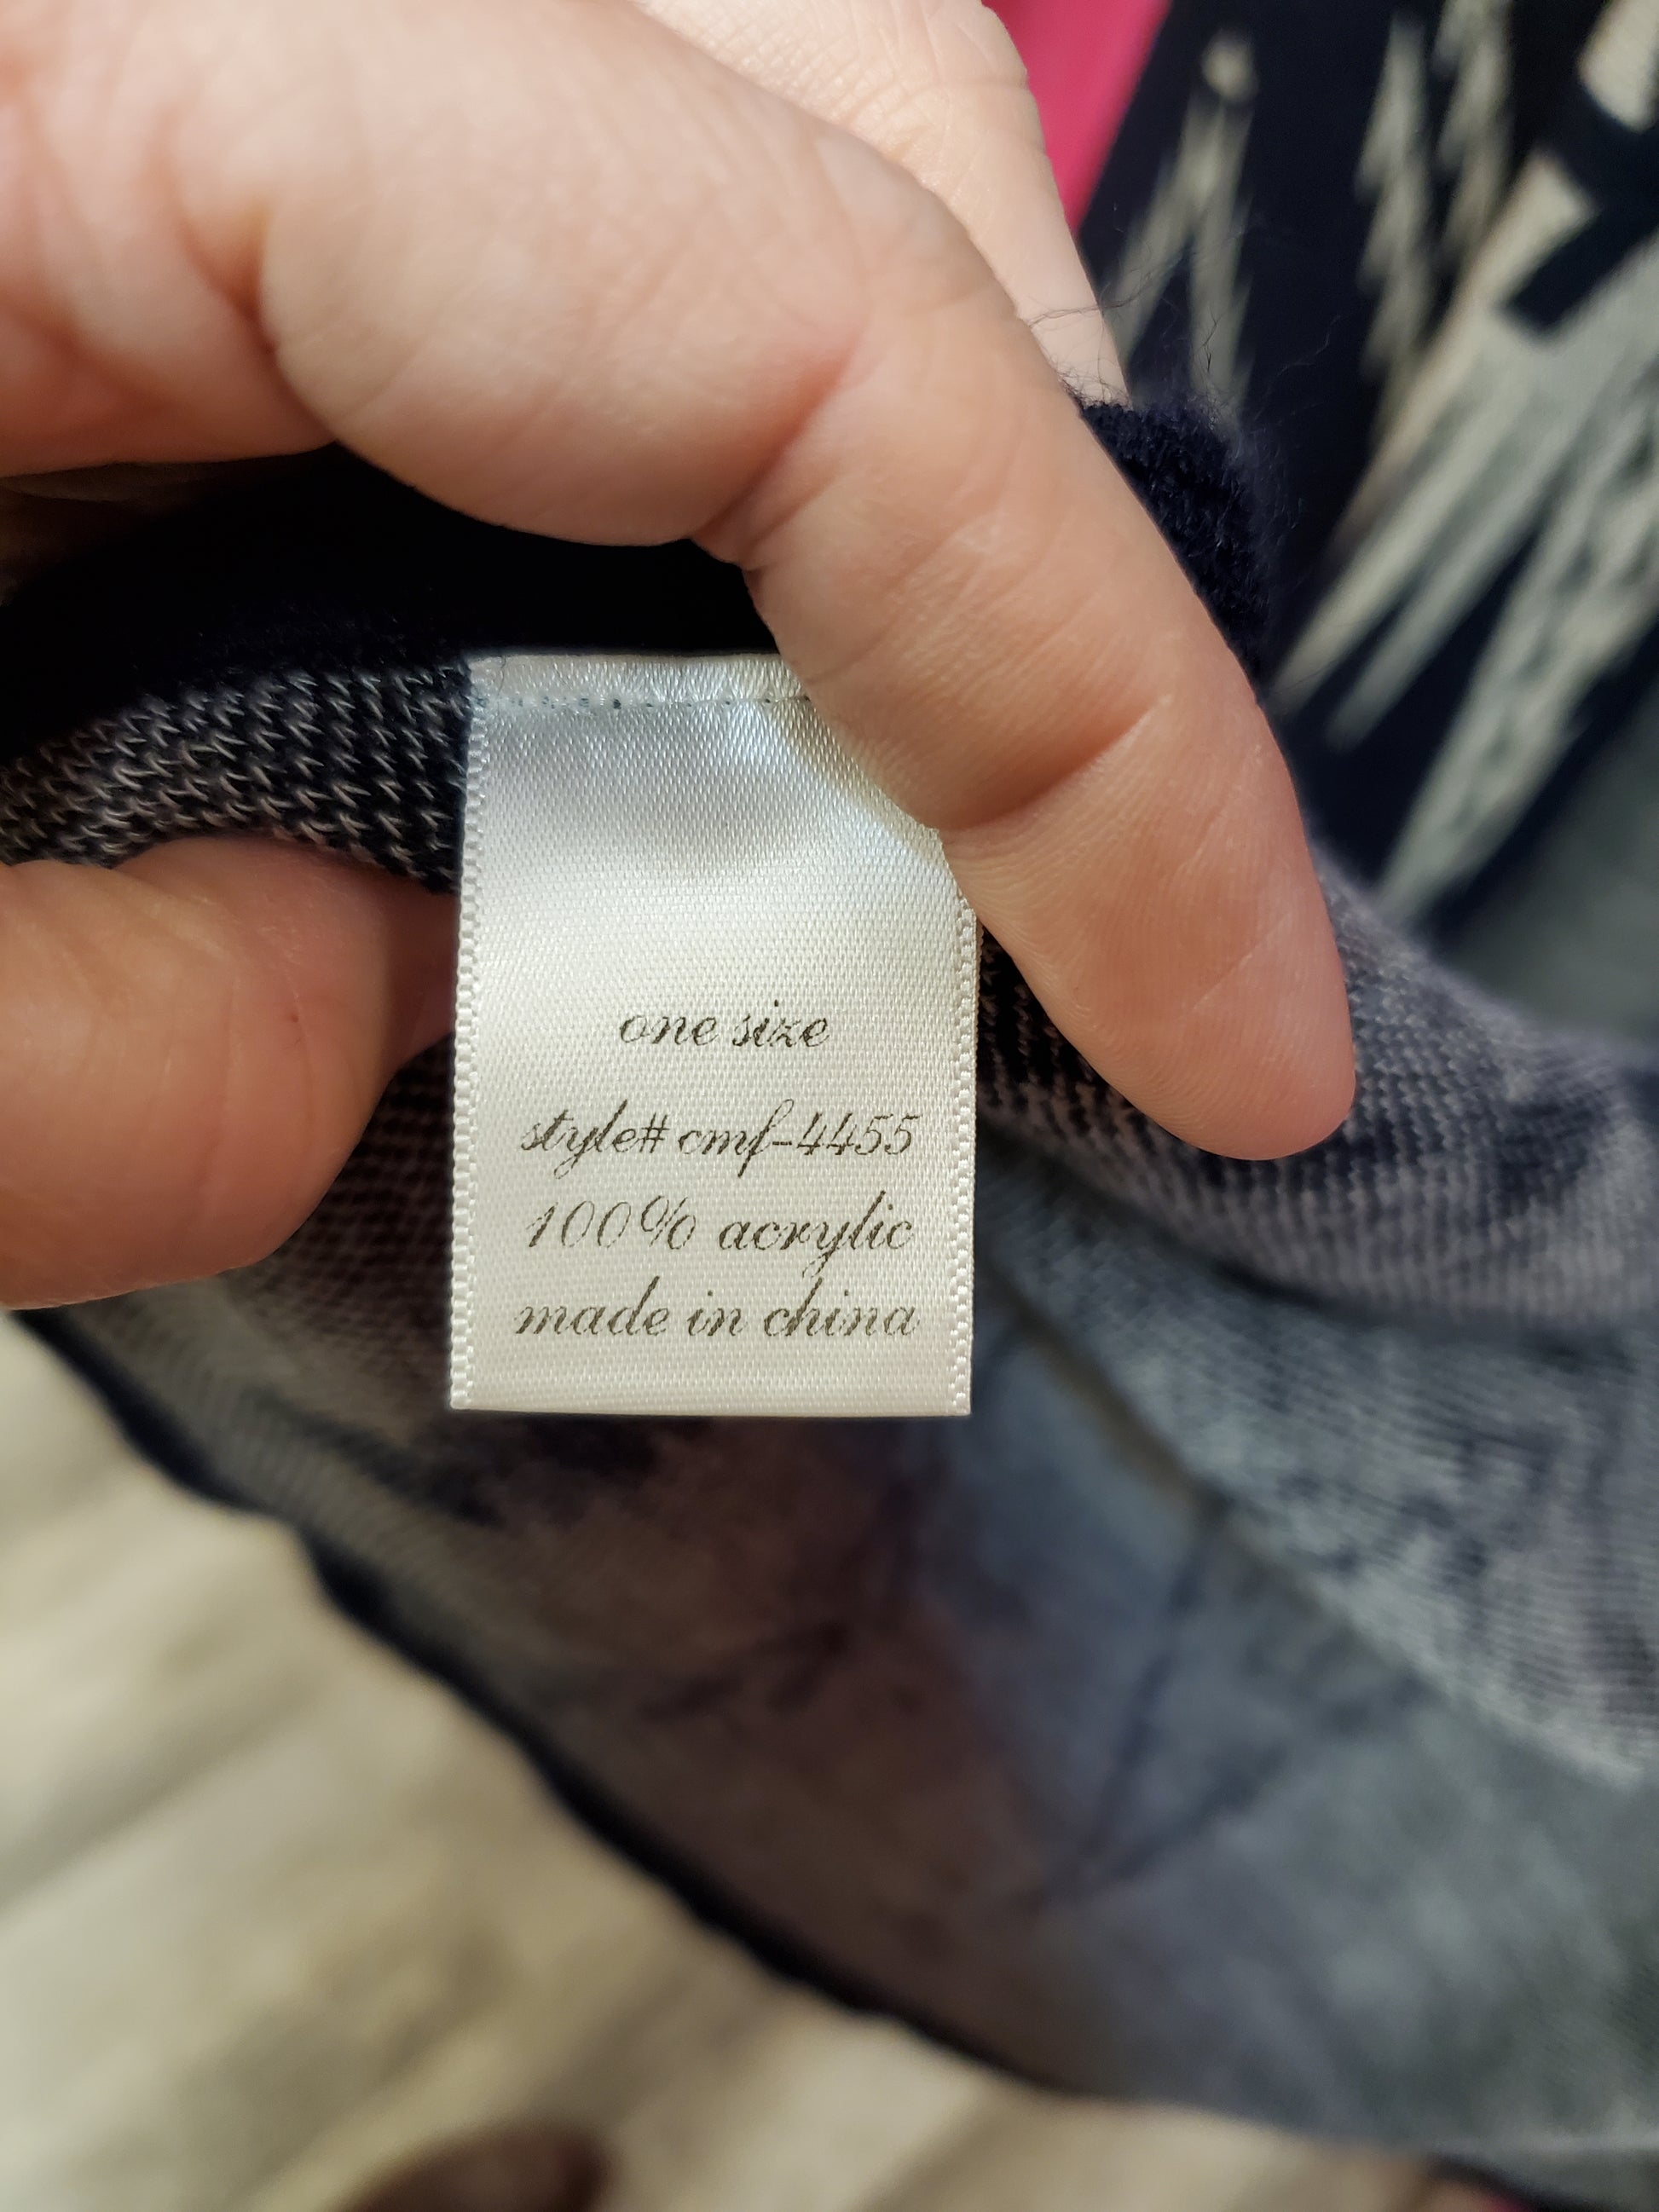 one size
style# cmf-4455
100% acrylic
made in china